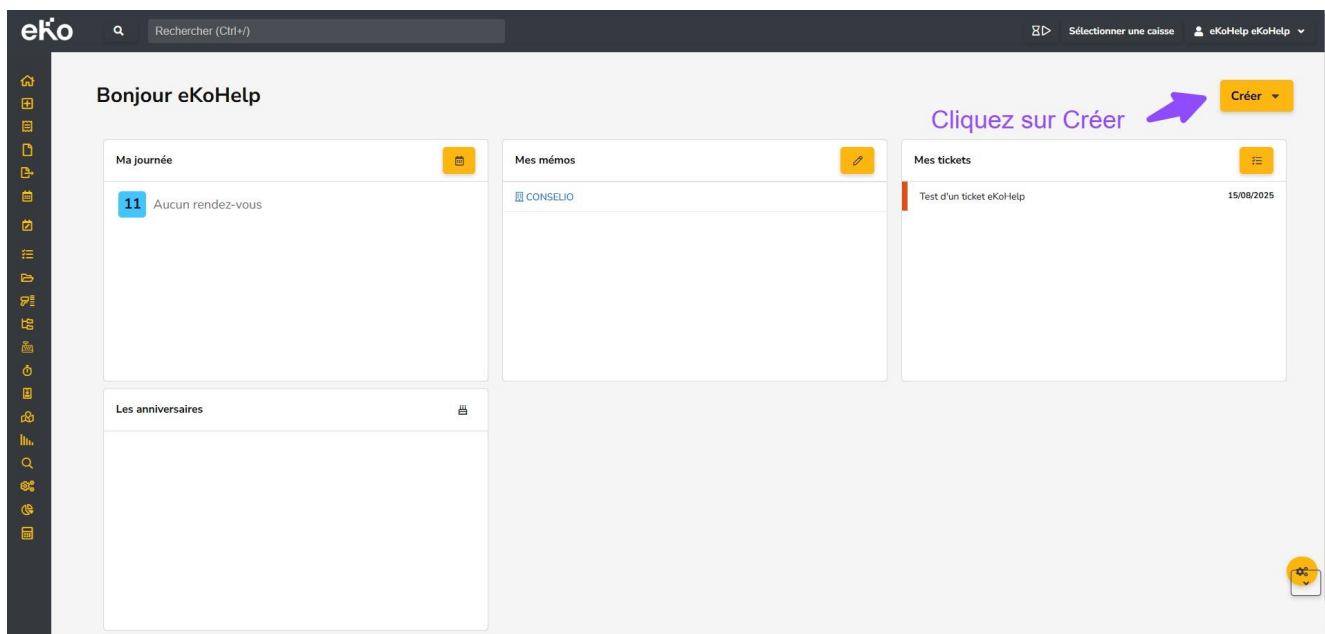 eko
Rechercher (Ctrl+/)
Sélectionner une caisse
eKoHelp eKoHelp
Bonjour eKoHelp
Créer
Cliquez sur Créer
Ma journée
Mes mémos
Mes tickets
11 Aucun rendez-vous
CONSELIO
Test d'un ticket eKoHelp 15/08/2025
Les anniversaires